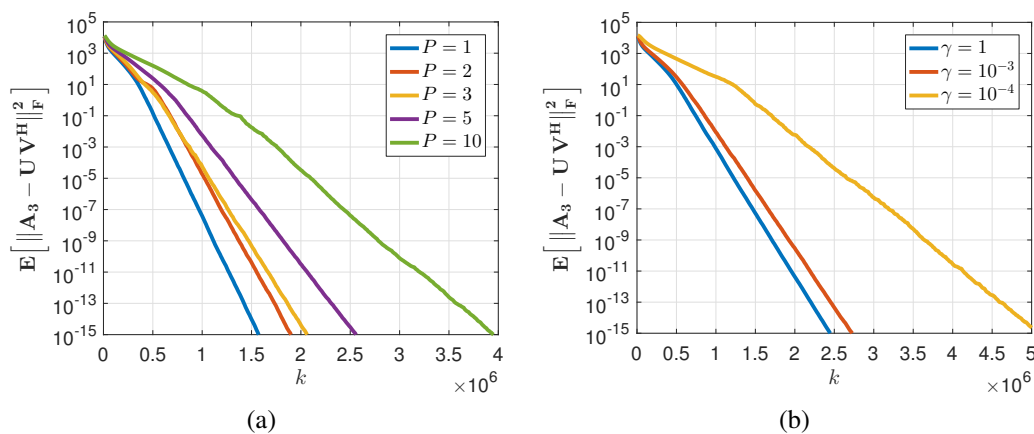 10^5
10^3
10^1
10^-1
10^-3
10^-5
10^-7
10^-9
10^-11
10^-13
10^-15
E[ ||A_3 − U V^H||_F^2 ]
P = 1
P = 2
P = 3
P = 5
P = 10
0 0.5 1 1.5 2 2.5 3 3.5 4
k
×10^6
(a)
10^5
10^3
10^1
10^-1
10^-3
10^-5
10^-7
10^-9
10^-11
10^-13
10^-15
E[ ||A_3 − U V^H||_F^2 ]
γ = 1
γ = 10^-3
γ = 10^-4
0 0.5 1 1.5 2 2.5 3 3.5 4 4.5 5
k
×10^6
(b)